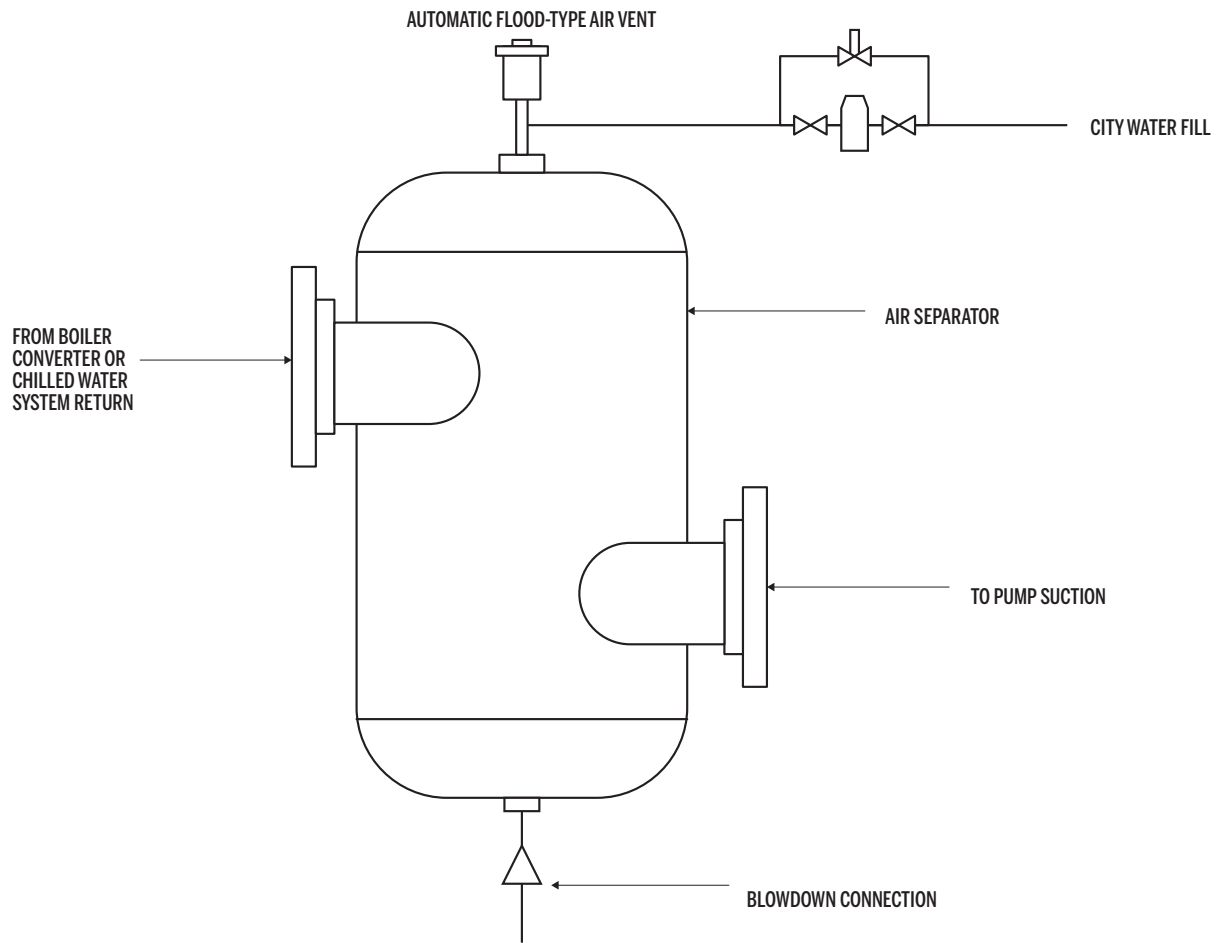 AUTOMATIC FLOOD-TYPE AIR VENT
CITY WATER FILL
AIR SEPARATOR
FROM BOILER
CONVERTER OR
CHILLED WATER
SYSTEM RETURN
TO PUMP SUCTION
BLOWDOWN CONNECTION